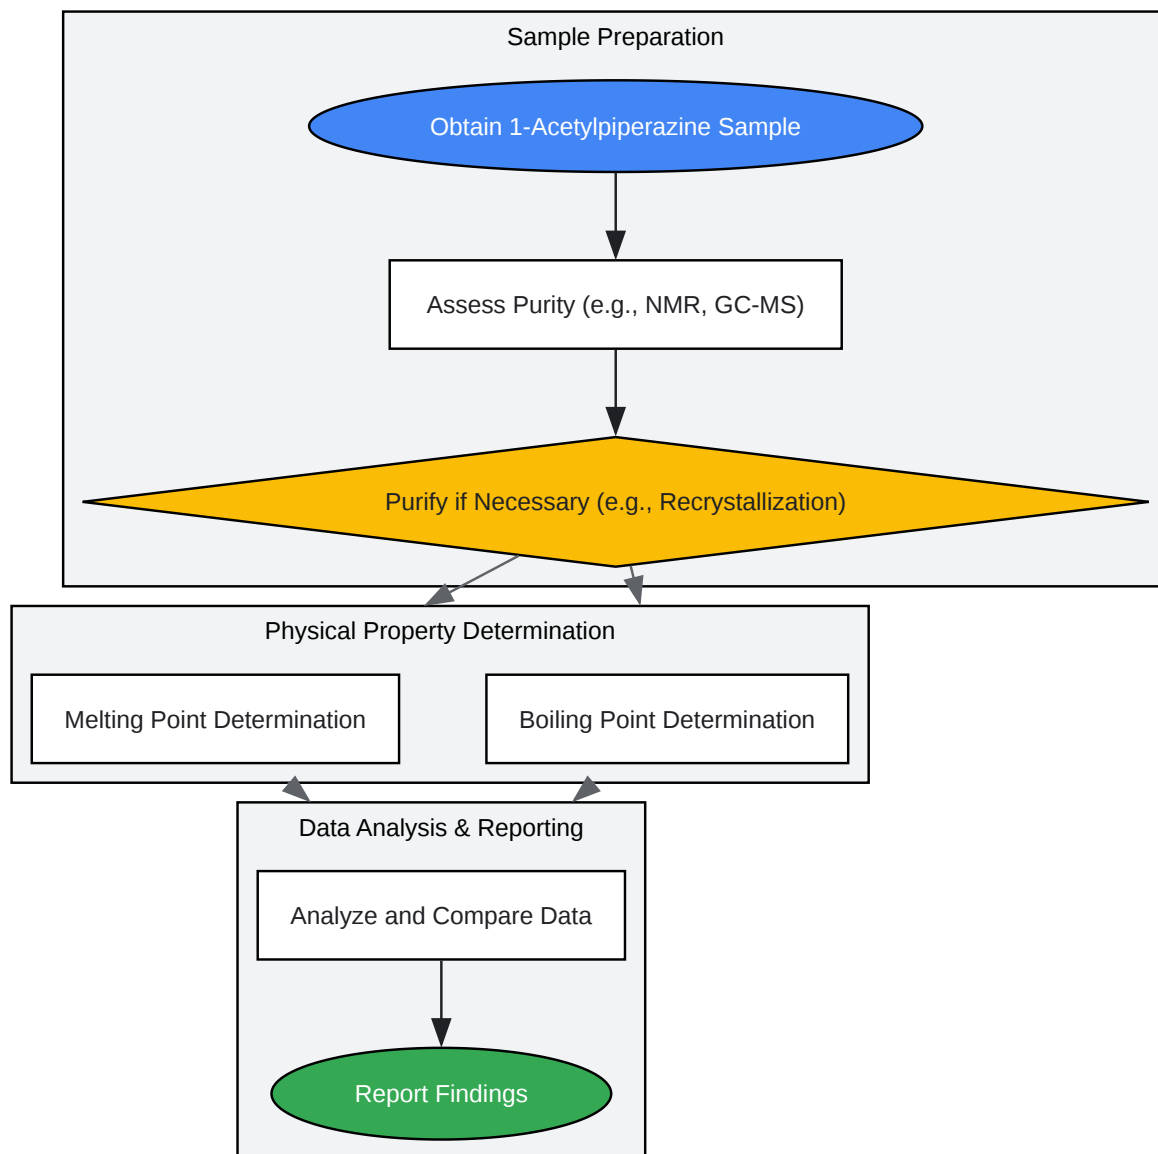 Sample Preparation
Obtain 1-Acetylpiperazine Sample
Assess Purity (e.g., NMR, GC-MS)
Purify if Necessary (e.g., Recrystallization)
Physical Property Determination
Melting Point Determination
Boiling Point Determination
Data Analysis & Reporting
Analyze and Compare Data
Report Findings